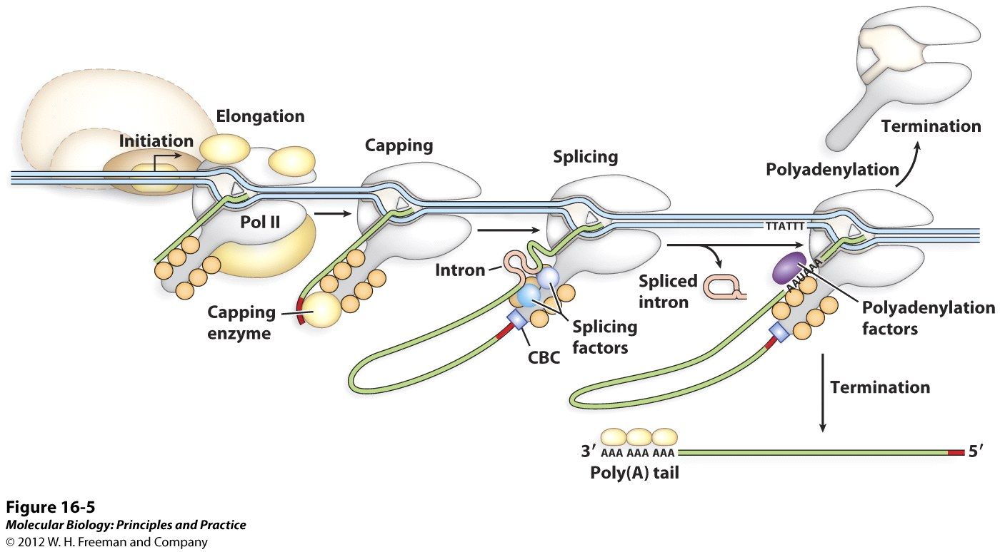 Initiation
Elongation
Pol II
Capping
Capping
enzyme
Splicing
Intron
CBC
Splicing
factors
Spliced
intron
TTATTT
AAUAAA
Polyadenylation
Termination
Polyadenylation
factors
Termination
3′ AAA AAA AAA 5′
Poly(A) tail
Figure 16-5
Molecular Biology: Principles and Practice
© 2012 W. H. Freeman and Company